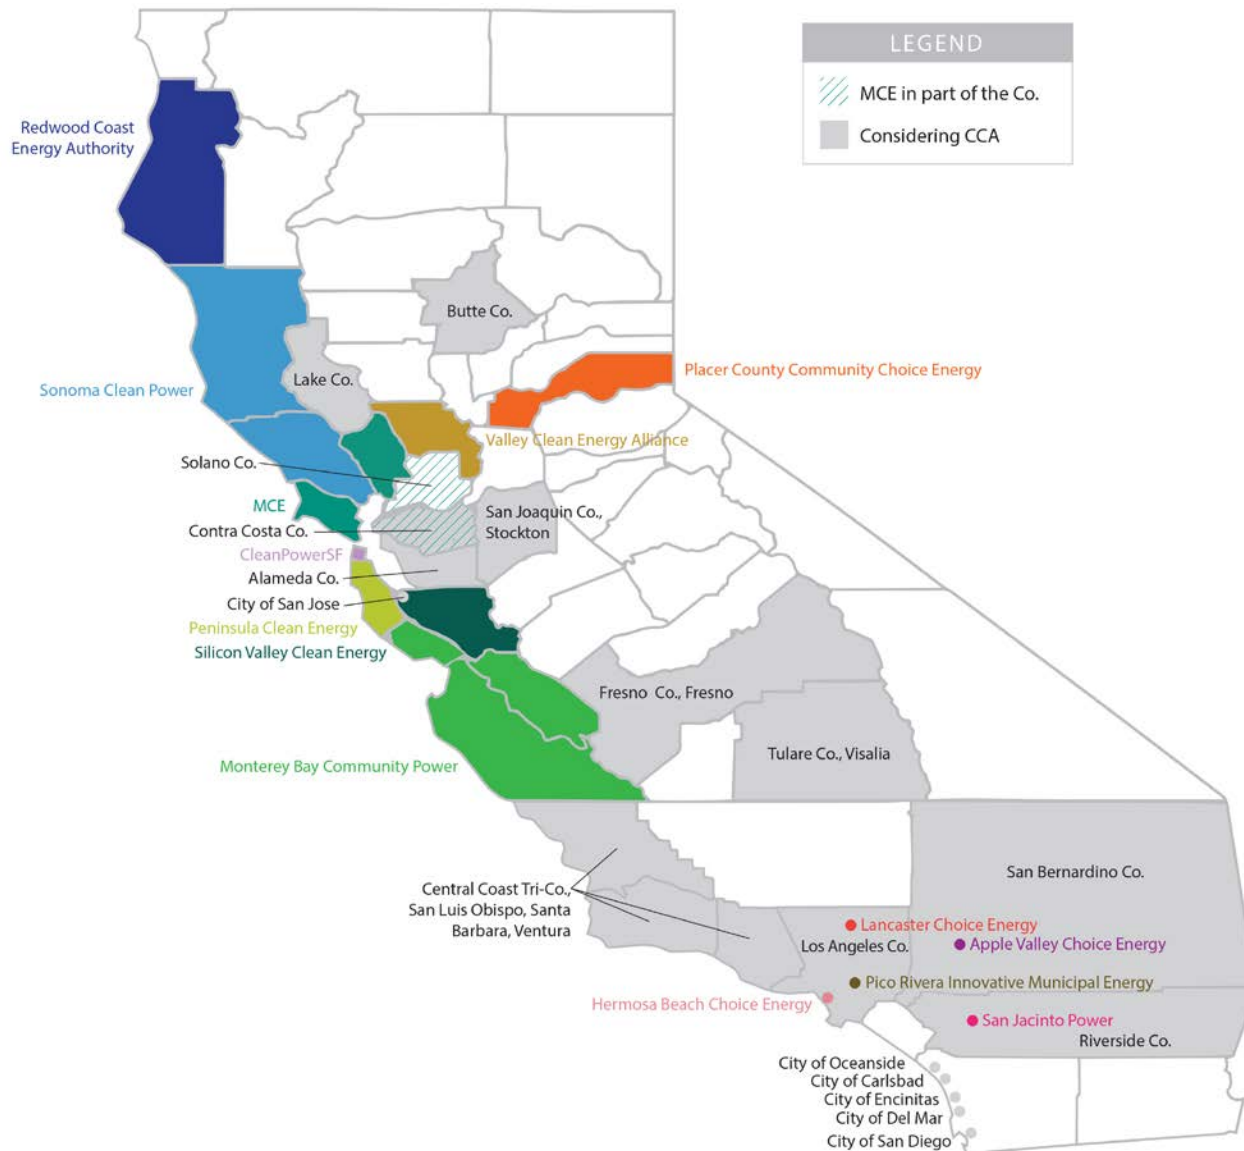 LEGEND
MCE in part of the Co.
Considering CCA
Redwood Coast
Energy Authority
Butte Co.
Placer County Community Choice Energy
Lake Co.
Sonoma Clean Power
Valley Clean Energy Alliance
Solano Co.
MCE
San Joaquin Co.,
Stockton
Contra Costa Co.
CleanPowerSF
Alameda Co.
City of San Jose
Peninsula Clean Energy
Silicon Valley Clean Energy
Fresno Co., Fresno
Tulare Co., Visalia
Monterey Bay Community Power
San Bernardino Co.
Central Coast Tri-Co.,
San Luis Obispo, Santa
Barbara, Ventura
Lancaster Choice Energy
Los Angeles Co.
Apple Valley Choice Energy
Pico Rivera Innovative Municipal Energy
Hermosa Beach Choice Energy
San Jacinto Power
Riverside Co.
City of Oceanside
City of Carlsbad
City of Encinitas
City of Del Mar
City of San Diego